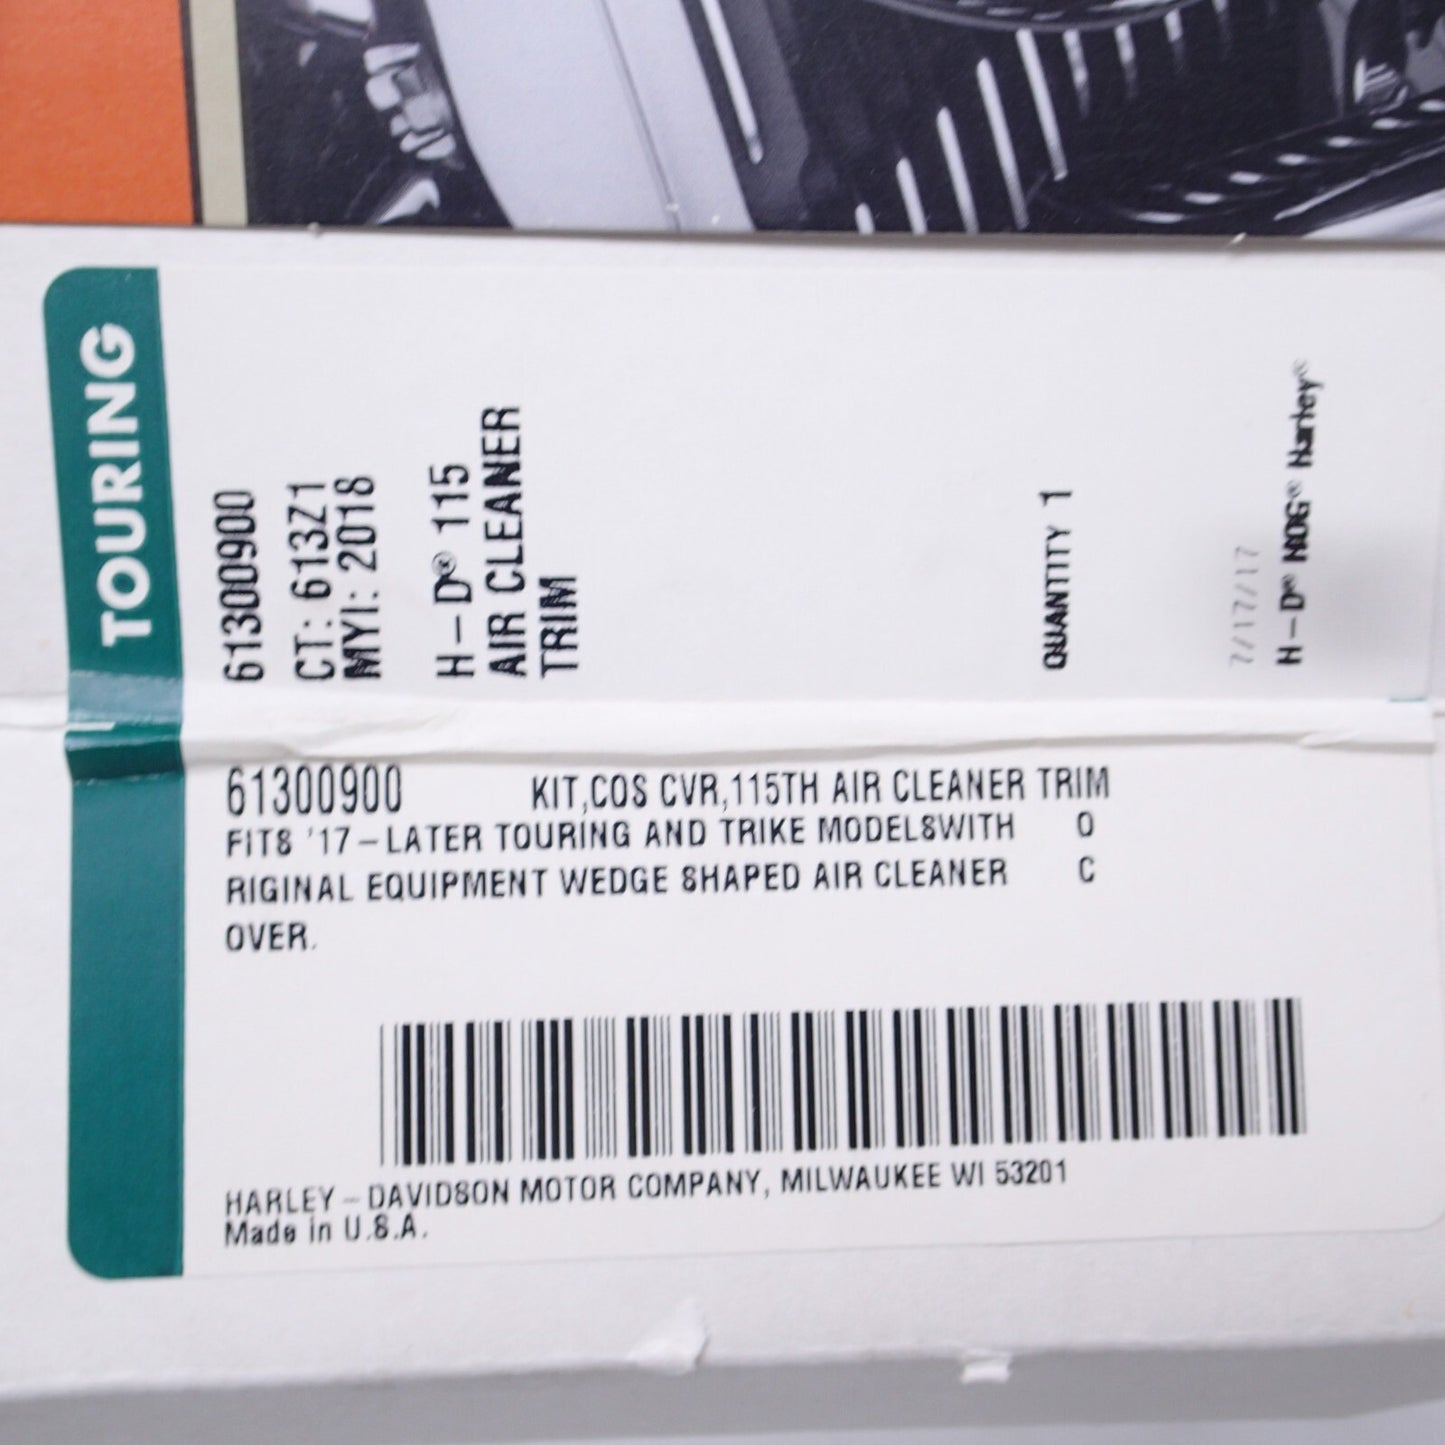 TOURING
61300900
CT: 613Z1
MYI: 2018
H-D® 115
AIR CLEANER
TRIM
QUANTITY 1
7/17/17
H-D® HOG® Harley®
61300900 KIT,COS CVR,115TH AIR CLEANER TRIM
FITS '17-LATER TOURING AND TRIKE MODELSWITH O
RIGINAL EQUIPMENT WEDGE SHAPED AIR CLEANER C
OVER.
HARLEY-DAVIDSON MOTOR COMPANY, MILWAUKEE WI 53201
Made in U.S.A.